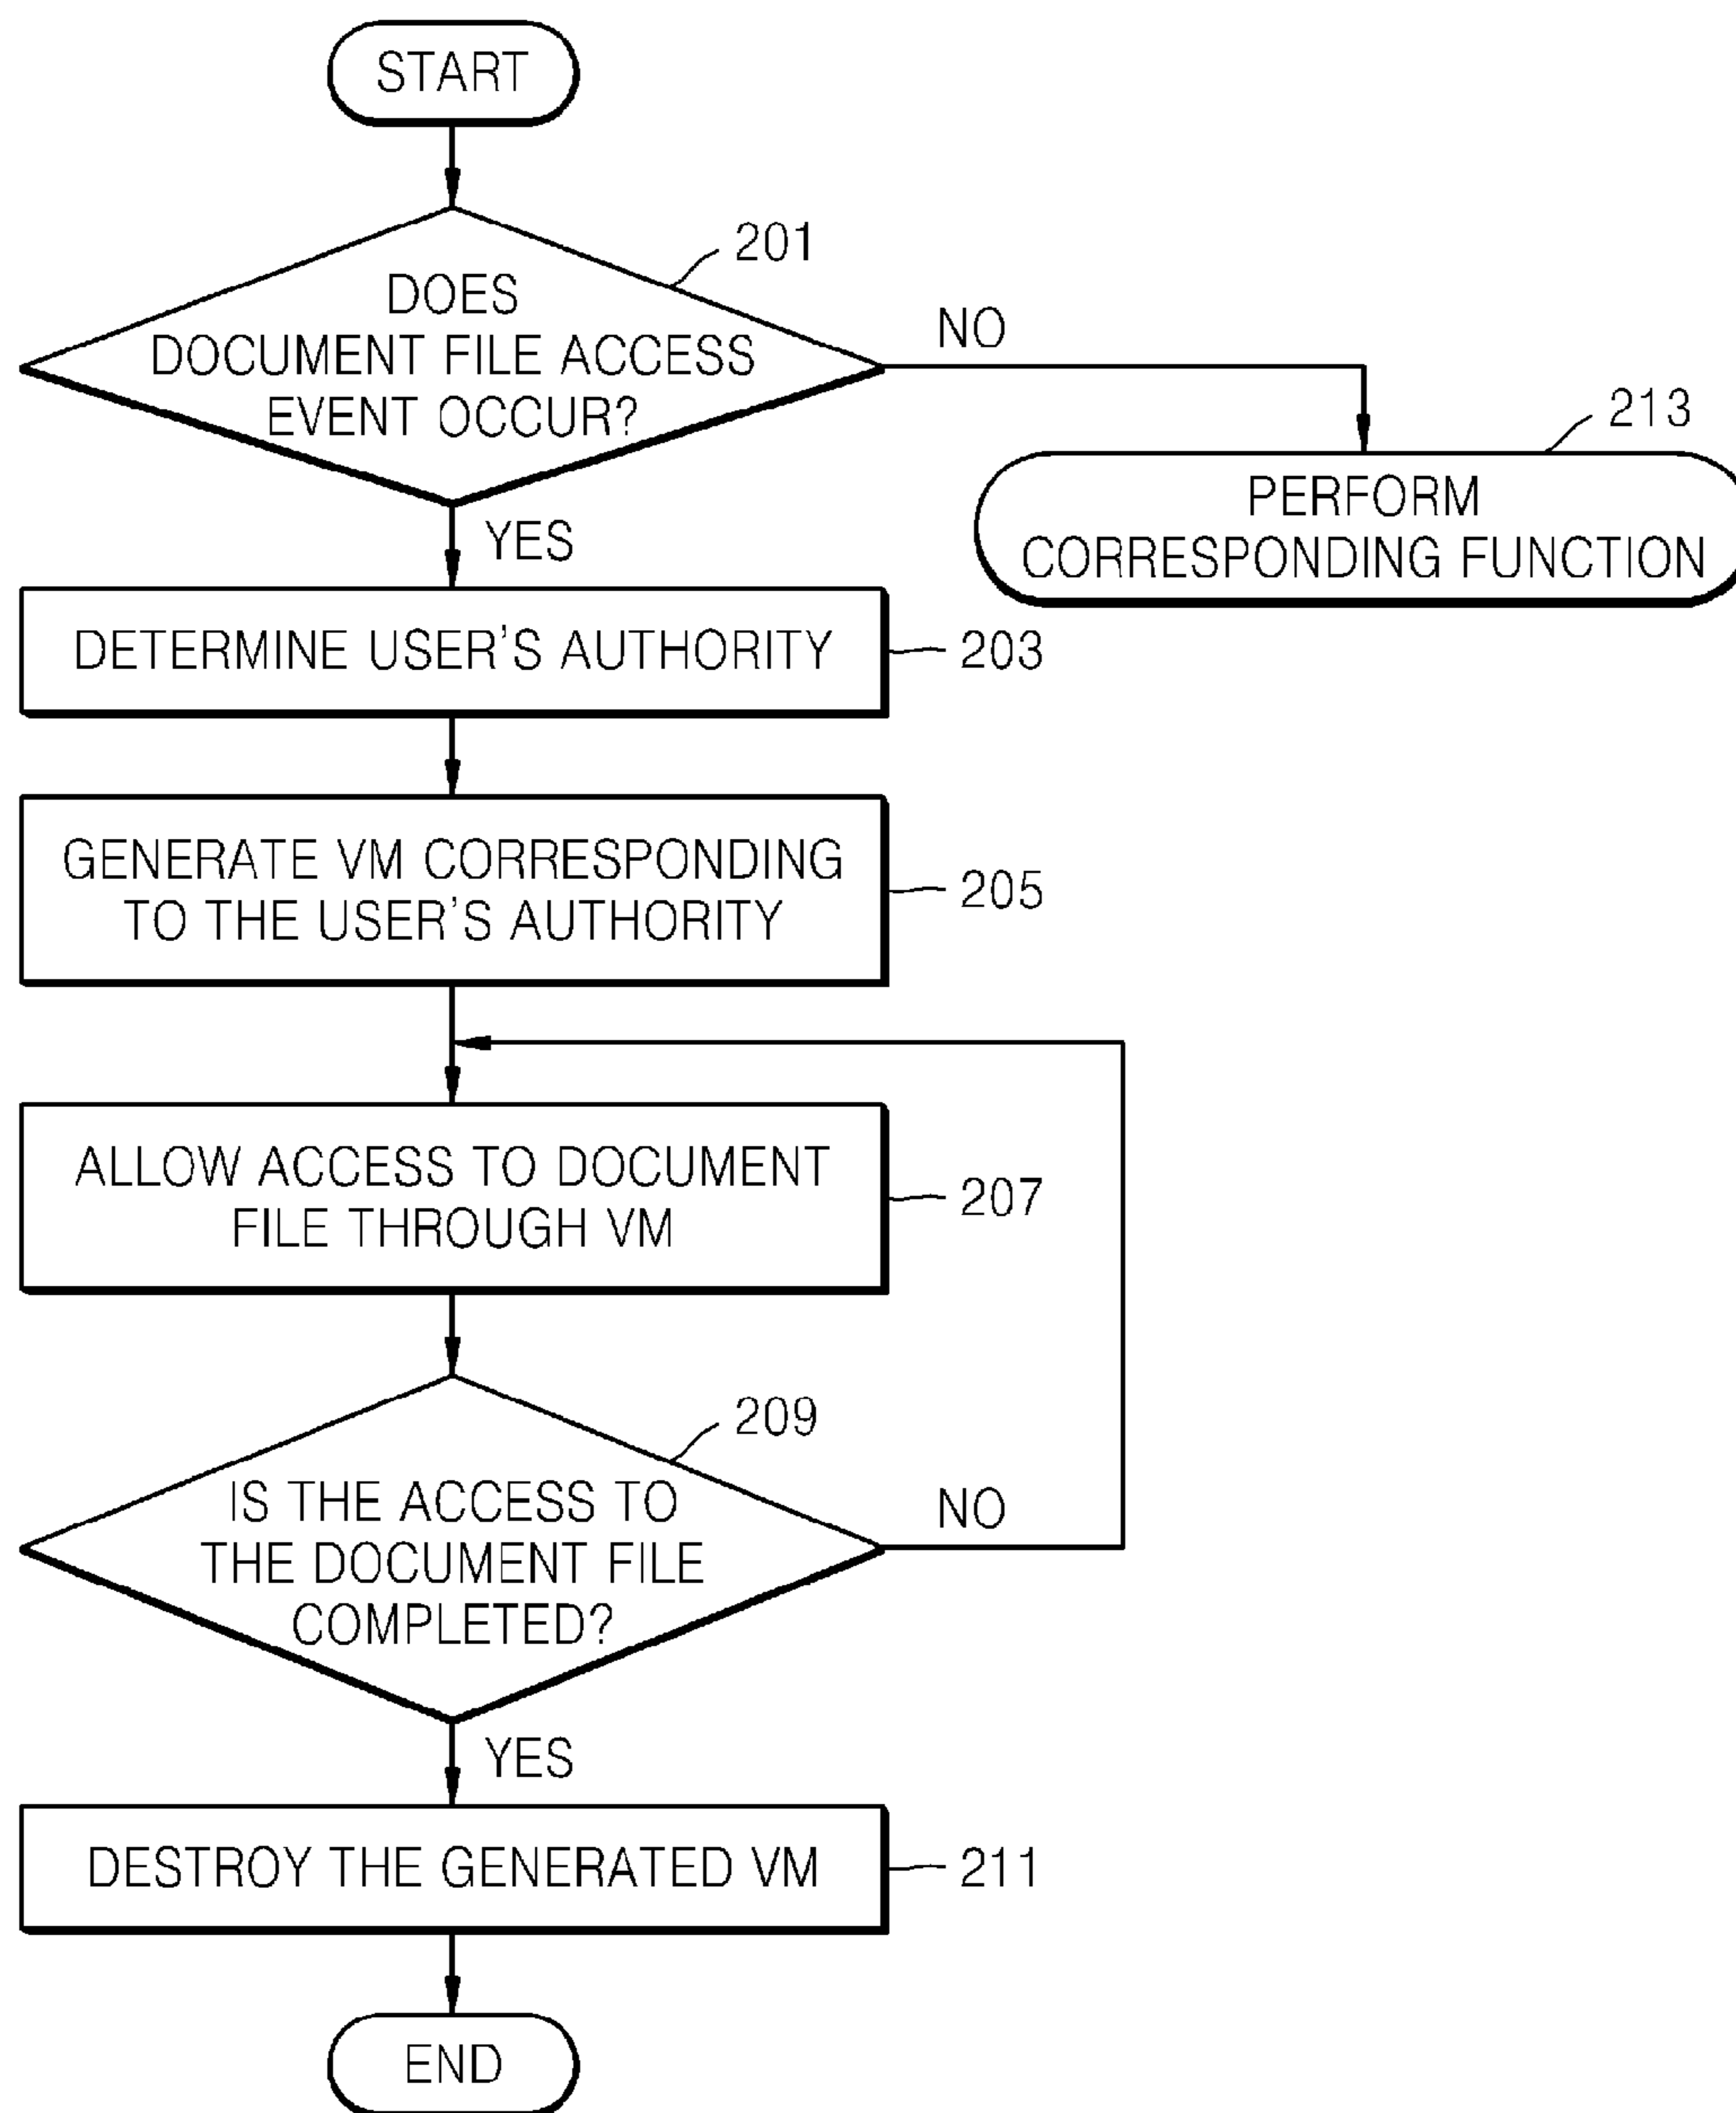 START
201
DOES
DOCUMENT FILE ACCESS
EVENT OCCUR?
NO
213
PERFORM
CORRESPONDING FUNCTION
YES
DETERMINE USER'S AUTHORITY
203
GENERATE VM CORRESPONDING
TO THE USER'S AUTHORITY
205
ALLOW ACCESS TO DOCUMENT
FILE THROUGH VM
207
209
IS THE ACCESS TO
THE DOCUMENT FILE
COMPLETED?
NO
YES
DESTROY THE GENERATED VM
211
END